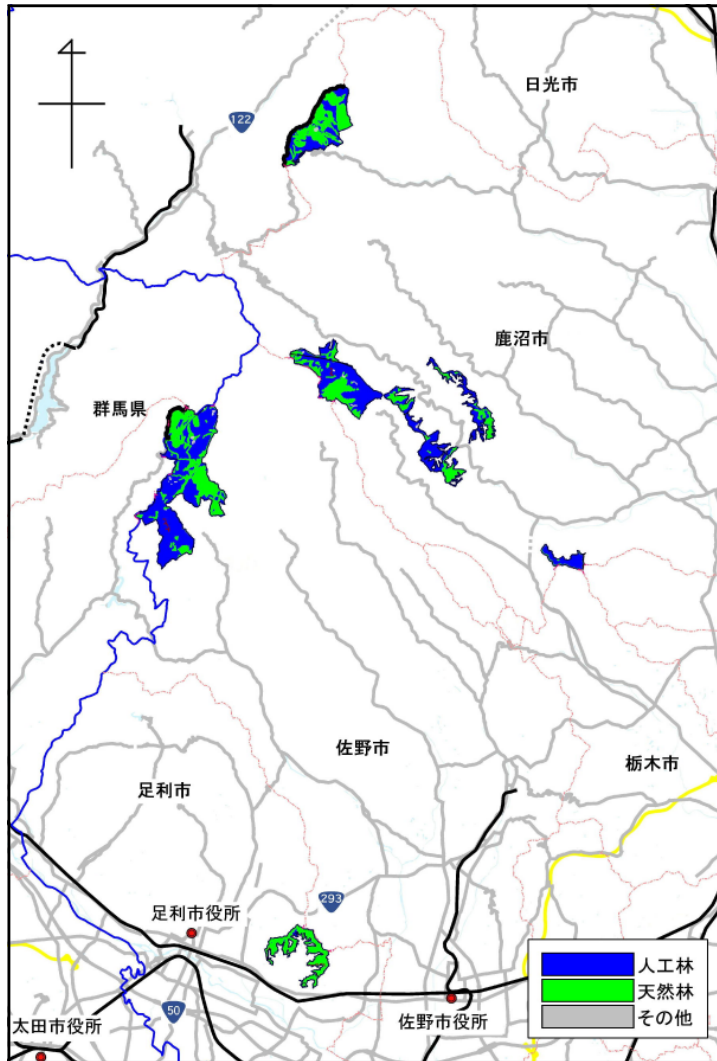 日光市
122
鹿沼市
群馬県
佐野市
栃木市
足利市
293
足利市役所
50
佐野市役所
太田市役所
人工林
天然林
その他